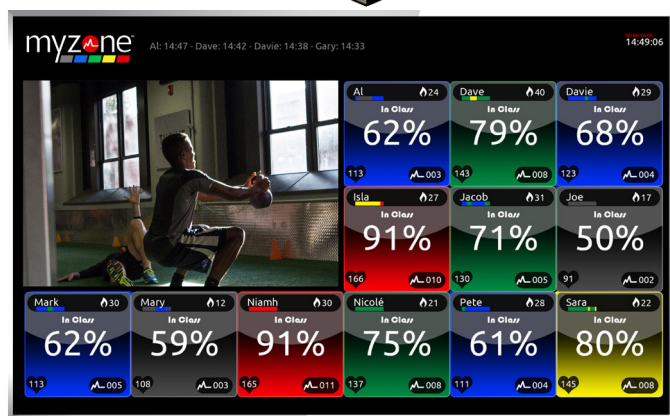 myzone
Al: 14:47 - Dave: 14:42 - Davie: 14:38 - Gary: 14:33
14:49:06
Al 24
In Class
62%
113 003
Dave 40
In Class
79%
143 008
Davie 29
In Class
68%
123 004
Isla 27
In Class
91%
166 010
Jacob 31
In Class
71%
130 005
Joe 17
In Class
50%
91 002
Mark 30
In Class
62%
113 005
Mary 12
In Class
59%
108 003
Niamh 30
In Class
91%
165 011
Nicolé 21
In Class
75%
137 008
Pete 28
In Class
61%
111 004
Sara 22
In Class
80%
145 008